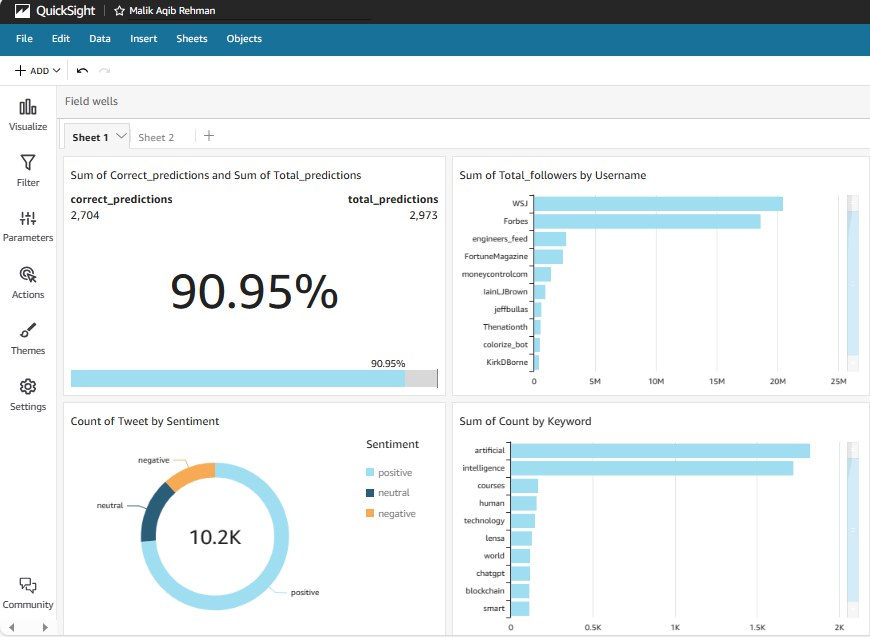 QuickSight Malik Aqib Rehman
File Edit Data Insert Sheets Objects
ADD
Visualize
Filter
Parameters
Actions
Themes
Settings
Community
Field wells
Sheet 1 Sheet 2
Sum of Correct_predictions and Sum of Total_predictions
correct_predictions total_predictions
2,704 2,973
90.95%
90.95%
Sum of Total_followers by Username
WSJ
Forbes
engineers_feed
FortuneMagazine
moneycontrolcom
IainLJBrown
jeffbullas
Thenationth
colorize_bot
KirkDBorne
0 5M 10M 15M 20M 25M
Count of Tweet by Sentiment
negative
neutral
10.2K
positive
Sentiment
positive
neutral
negative
Sum of Count by Keyword
artificial
intelligence
courses
human
technology
lensa
world
chatgpt
blockchain
smart
0 0.5K 1K 1.5K 2K